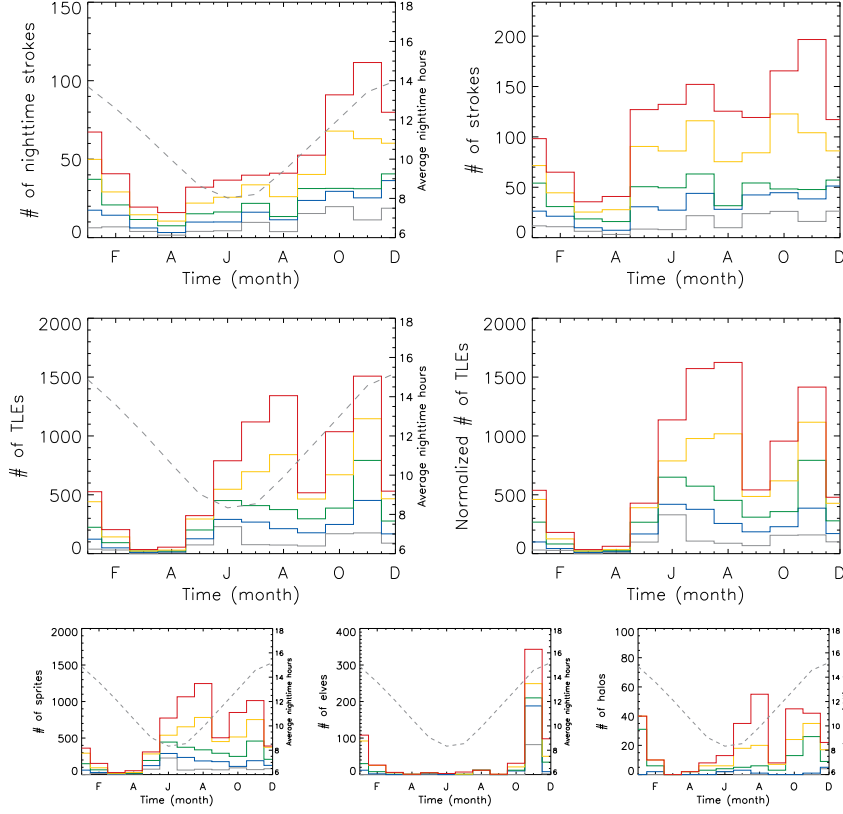 # of nighttime strokes
150
100
50
0
18
16
14
12
10
8
6
Average nighttime hours
F A J A O D
Time (month)
# of strokes
200
150
100
50
0
F A J A O D
Time (month)
# of TLEs
2000
1500
1000
500
0
18
16
14
12
10
8
6
Average nighttime hours
F A J A O D
Time (month)
Normalized # of TLEs
2000
1500
1000
500
0
F A J A O D
Time (month)
# of sprites
2000
1500
1000
500
0
18
16
14
12
10
8
6
Average nighttime hours
F A J A O D
Time (month)
# of elves
400
300
200
100
0
18
16
14
12
10
8
6
Average nighttime hours
F A J A O D
Time (month)
# of halos
100
80
60
40
20
0
18
16
14
12
10
8
6
Average nighttime hours
F A J A O D
Time (month)